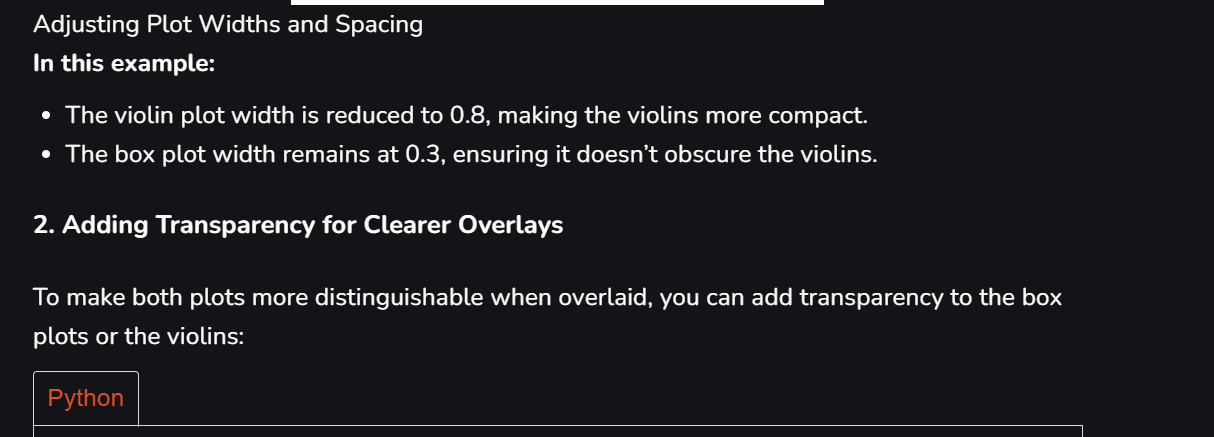 Adjusting Plot Widths and Spacing
In this example:
• The violin plot width is reduced to 0.8, making the violins more compact.
• The box plot width remains at 0.3, ensuring it doesn’t obscure the violins.
2. Adding Transparency for Clearer Overlays
To make both plots more distinguishable when overlaid, you can add transparency to the box
plots or the violins:
Python